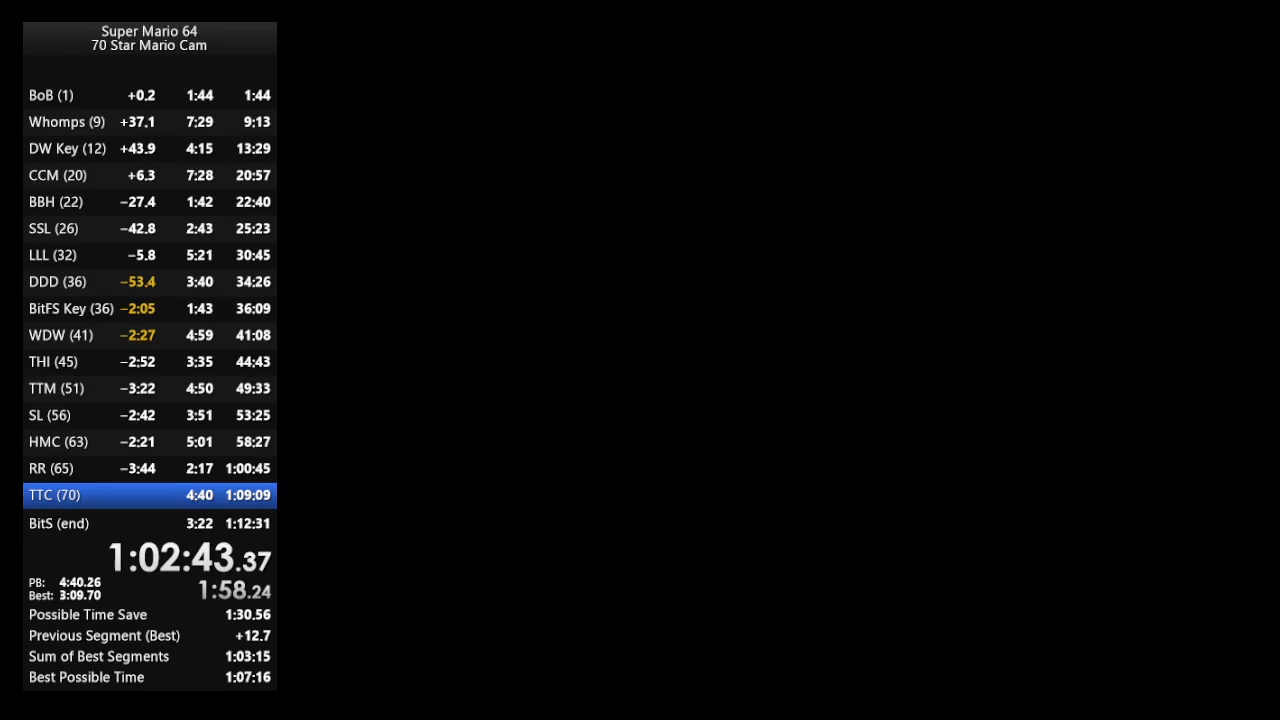 Super Mario 64
70 Star Mario Cam
BoB (1) +0.2 1:44 1:44
Whomps (9) +37.1 7:29 9:13
DW Key (12) +43.9 4:15 13:29
CCM (20) +6.3 7:28 20:57
BBH (22) −27.4 1:42 22:40
SSL (26) −42.8 2:43 25:23
LLL (32) −5.8 5:21 30:45
DDD (36) −53.4 3:40 34:26
BitFS Key (36) −2:05 1:43 36:09
WDW (41) −2:27 4:59 41:08
THI (45) −2:52 3:35 44:43
TTM (51) −3:22 4:50 49:33
SL (56) −2:42 3:51 53:25
HMC (63) −2:21 5:01 58:27
RR (65) −3:44 2:17 1:00:45
TTC (70) 4:40 1:09:09
BitS (end) 3:22 1:12:31
1:02:43.37
PB: 4:40.26 1:58.24
Best: 3:09.70
Possible Time Save 1:30.56
Previous Segment (Best) +12.7
Sum of Best Segments 1:03:15
Best Possible Time 1:07:16